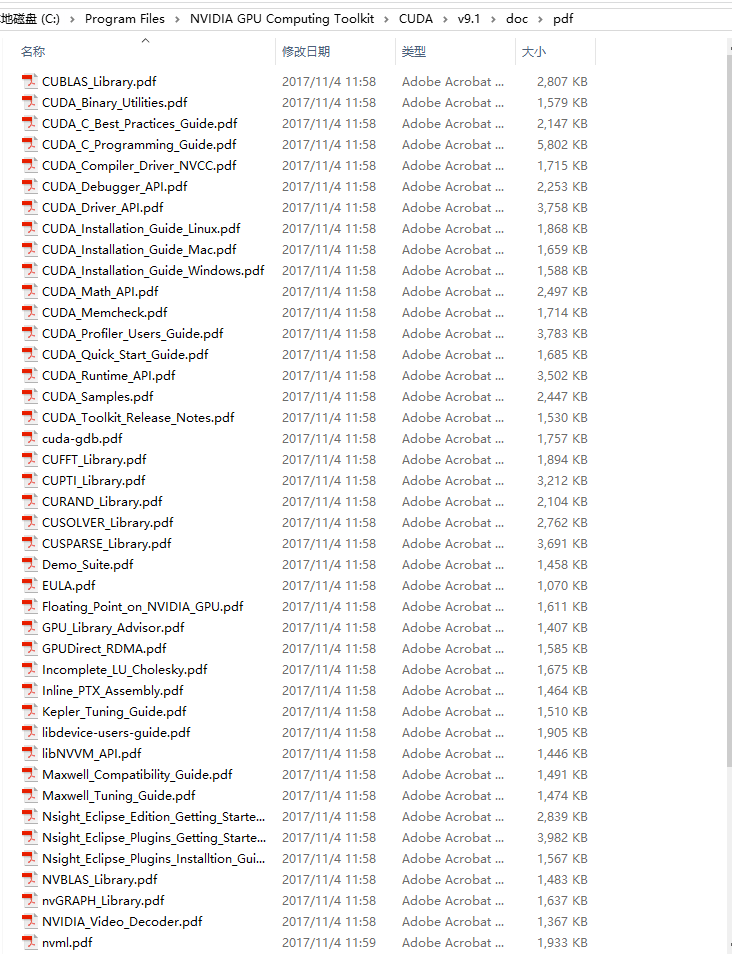 地磁盘 (C:) › Program Files › NVIDIA GPU Computing Toolkit › CUDA › v9.1 › doc › pdf
名称 修改日期 类型 大小
CUBLAS_Library.pdf 2017/11/4 11:58 Adobe Acrobat ... 2,807 KB
CUDA_Binary_Utilities.pdf 2017/11/4 11:58 Adobe Acrobat ... 1,579 KB
CUDA_C_Best_Practices_Guide.pdf 2017/11/4 11:58 Adobe Acrobat ... 2,147 KB
CUDA_C_Programming_Guide.pdf 2017/11/4 11:58 Adobe Acrobat ... 5,802 KB
CUDA_Compiler_Driver_NVCC.pdf 2017/11/4 11:58 Adobe Acrobat ... 1,715 KB
CUDA_Debugger_API.pdf 2017/11/4 11:58 Adobe Acrobat ... 2,253 KB
CUDA_Driver_API.pdf 2017/11/4 11:58 Adobe Acrobat ... 3,758 KB
CUDA_Installation_Guide_Linux.pdf 2017/11/4 11:58 Adobe Acrobat ... 1,868 KB
CUDA_Installation_Guide_Mac.pdf 2017/11/4 11:58 Adobe Acrobat ... 1,659 KB
CUDA_Installation_Guide_Windows.pdf 2017/11/4 11:58 Adobe Acrobat ... 1,588 KB
CUDA_Math_API.pdf 2017/11/4 11:58 Adobe Acrobat ... 2,497 KB
CUDA_Memcheck.pdf 2017/11/4 11:58 Adobe Acrobat ... 1,714 KB
CUDA_Profiler_Users_Guide.pdf 2017/11/4 11:58 Adobe Acrobat ... 3,783 KB
CUDA_Quick_Start_Guide.pdf 2017/11/4 11:58 Adobe Acrobat ... 1,685 KB
CUDA_Runtime_API.pdf 2017/11/4 11:58 Adobe Acrobat ... 3,502 KB
CUDA_Samples.pdf 2017/11/4 11:58 Adobe Acrobat ... 2,447 KB
CUDA_Toolkit_Release_Notes.pdf 2017/11/4 11:58 Adobe Acrobat ... 1,530 KB
cuda-gdb.pdf 2017/11/4 11:58 Adobe Acrobat ... 1,757 KB
CUFFT_Library.pdf 2017/11/4 11:58 Adobe Acrobat ... 1,894 KB
CUPTI_Library.pdf 2017/11/4 11:58 Adobe Acrobat ... 3,212 KB
CURAND_Library.pdf 2017/11/4 11:58 Adobe Acrobat ... 2,104 KB
CUSOLVER_Library.pdf 2017/11/4 11:58 Adobe Acrobat ... 2,762 KB
CUSPARSE_Library.pdf 2017/11/4 11:58 Adobe Acrobat ... 3,691 KB
Demo_Suite.pdf 2017/11/4 11:58 Adobe Acrobat ... 1,458 KB
EULA.pdf 2017/11/4 11:58 Adobe Acrobat ... 1,070 KB
Floating_Point_on_NVIDIA_GPU.pdf 2017/11/4 11:58 Adobe Acrobat ... 1,611 KB
GPU_Library_Advisor.pdf 2017/11/4 11:58 Adobe Acrobat ... 1,407 KB
GPUDirect_RDMA.pdf 2017/11/4 11:58 Adobe Acrobat ... 1,585 KB
Incomplete_LU_Cholesky.pdf 2017/11/4 11:58 Adobe Acrobat ... 1,675 KB
Inline_PTX_Assembly.pdf 2017/11/4 11:58 Adobe Acrobat ... 1,464 KB
Kepler_Tuning_Guide.pdf 2017/11/4 11:58 Adobe Acrobat ... 1,510 KB
libdevice-users-guide.pdf 2017/11/4 11:58 Adobe Acrobat ... 1,905 KB
libNVVM_API.pdf 2017/11/4 11:58 Adobe Acrobat ... 1,446 KB
Maxwell_Compatibility_Guide.pdf 2017/11/4 11:58 Adobe Acrobat ... 1,491 KB
Maxwell_Tuning_Guide.pdf 2017/11/4 11:58 Adobe Acrobat ... 1,474 KB
Nsight_Eclipse_Edition_Getting_Starte... 2017/11/4 11:58 Adobe Acrobat ... 2,839 KB
Nsight_Eclipse_Plugins_Getting_Starte... 2017/11/4 11:58 Adobe Acrobat ... 3,982 KB
Nsight_Eclipse_Plugins_Installtion_Gui... 2017/11/4 11:58 Adobe Acrobat ... 1,567 KB
NVBLAS_Library.pdf 2017/11/4 11:58 Adobe Acrobat ... 1,483 KB
nvGRAPH_Library.pdf 2017/11/4 11:58 Adobe Acrobat ... 1,637 KB
NVIDIA_Video_Decoder.pdf 2017/11/4 11:58 Adobe Acrobat ... 1,367 KB
nvml.pdf 2017/11/4 11:59 Adobe Acrobat ... 1,933 KB